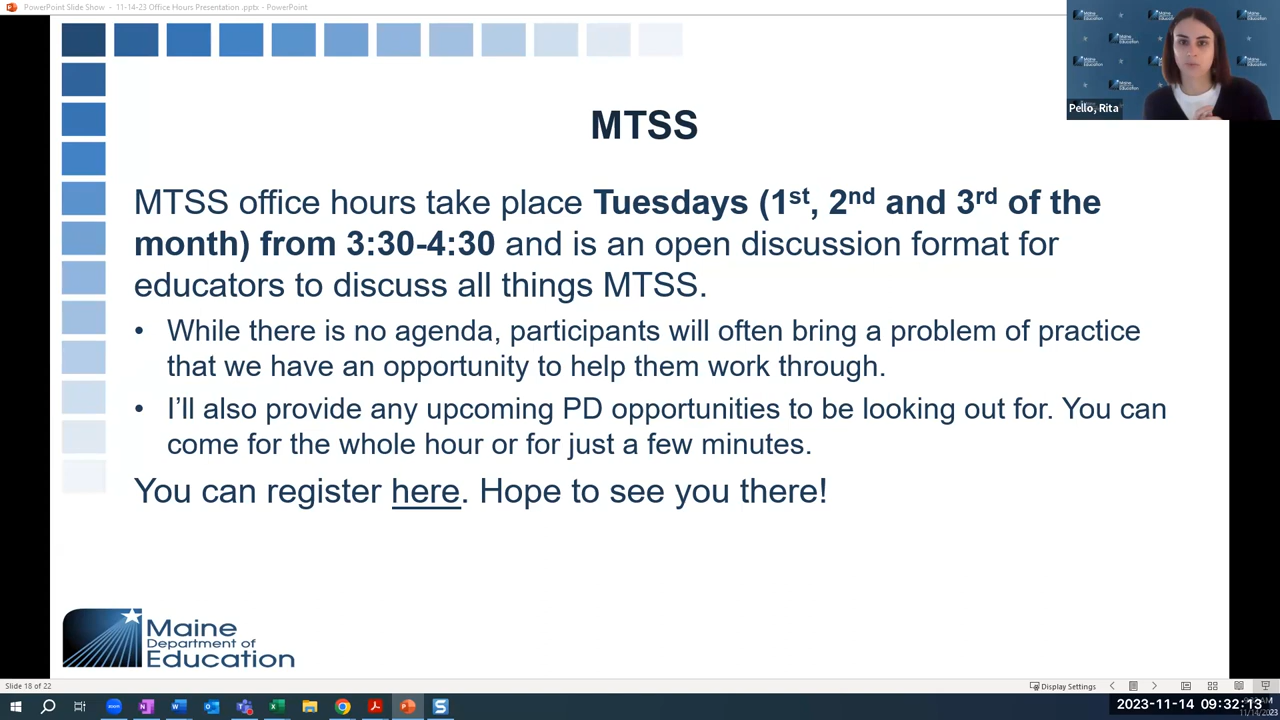 PowerPoint Slide Show - 11-14-23 Office Hours Presentation .pptx - PowerPoint
Pello, Rita
MTSS
MTSS office hours take place Tuesdays (1st, 2nd and 3rd of the
month) from 3:30-4:30 and is an open discussion format for
educators to discuss all things MTSS.
• While there is no agenda, participants will often bring a problem of practice
that we have an opportunity to help them work through.
• I'll also provide any upcoming PD opportunities to be looking out for. You can
come for the whole hour or for just a few minutes.
You can register here. Hope to see you there!
Maine
Department of
Education
Slide 18 of 22
Display Settings
2023-11-14 09:32:13